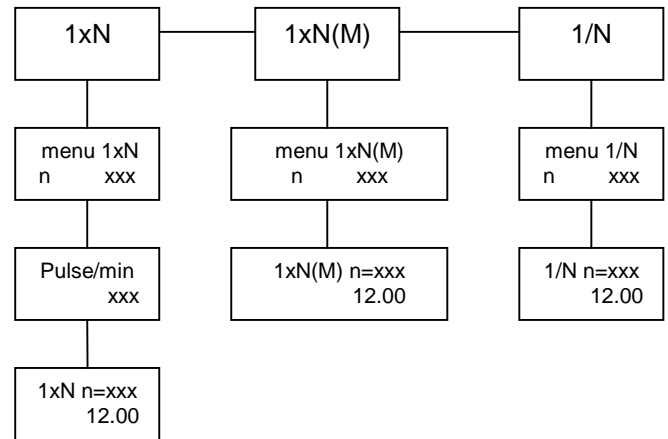 1xN
1xN(M)
1/N
menu 1xN
n xxx
menu 1xN(M)
n xxx
menu 1/N
n xxx
Pulse/min
xxx
1xN(M) n=xxx
12.00
1/N n=xxx
12.00
1xN n=xxx
12.00